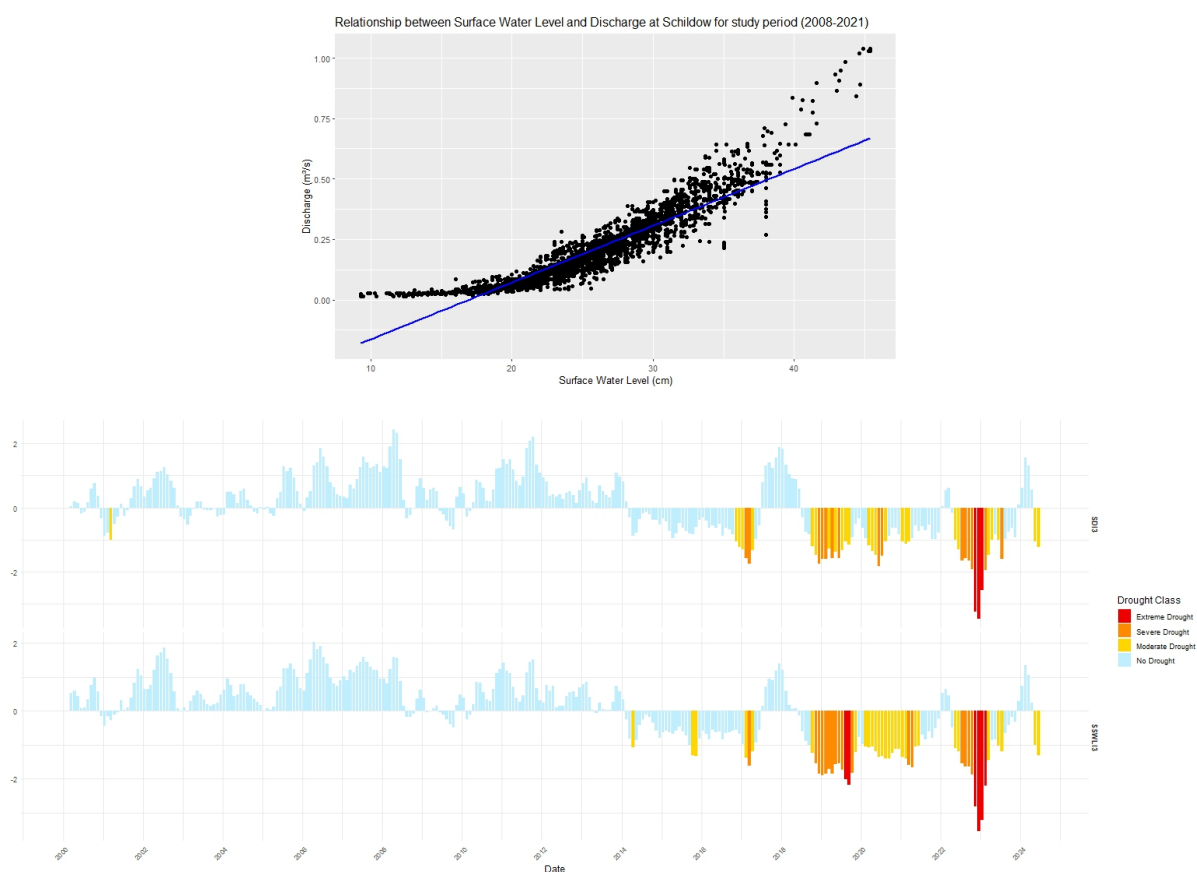 Relationship between Surface Water Level and Discharge at Schildow for study period (2008-2021)
1.00
0.75
0.50
0.25
0.00
Discharge (m³/s)
10 20 30 40
Surface Water Level (cm)
2
0
-2
SDI3
2
0
-2
SSWLI3
Drought Class
Extreme Drought
Severe Drought
Moderate Drought
No Drought
2000 2002 2004 2006 2008 2010 2012 2014 2016 2018 2020 2022 2024
Date